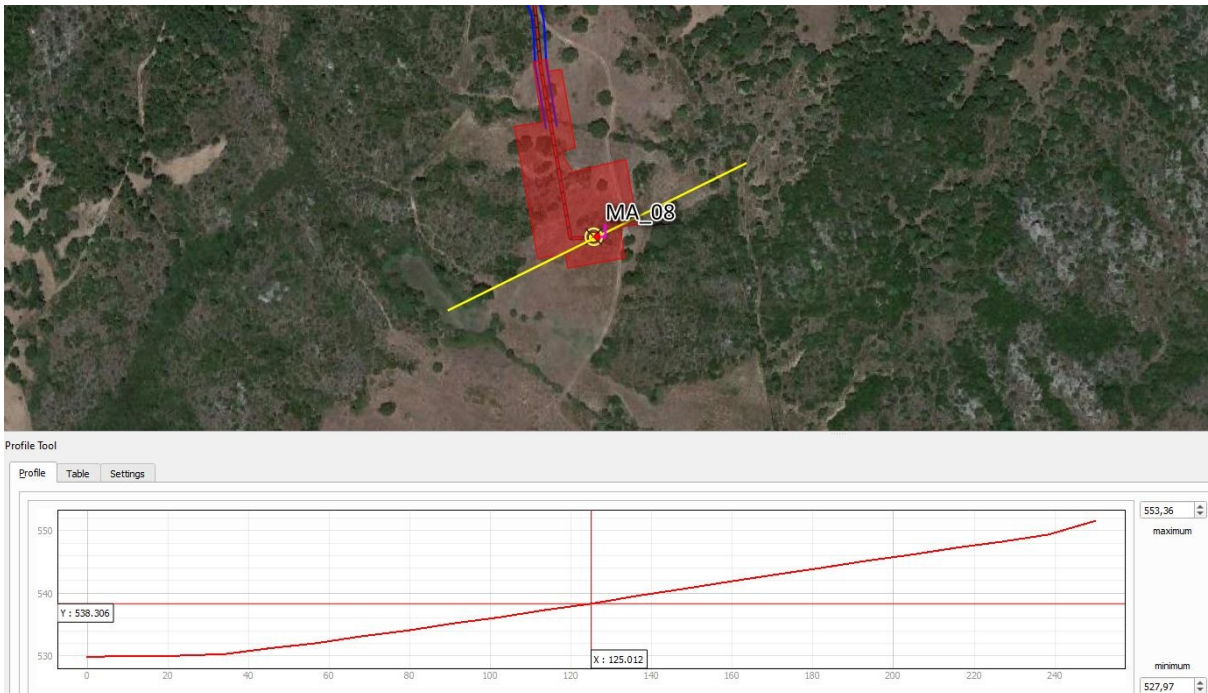 MA_08
Profile Tool
Profile Table Settings
553,36
maximum
550
540
Y : 538.306
530
X : 125.012
0 20 40 60 80 100 120 140 160 180 200 220 240
minimum
527,97